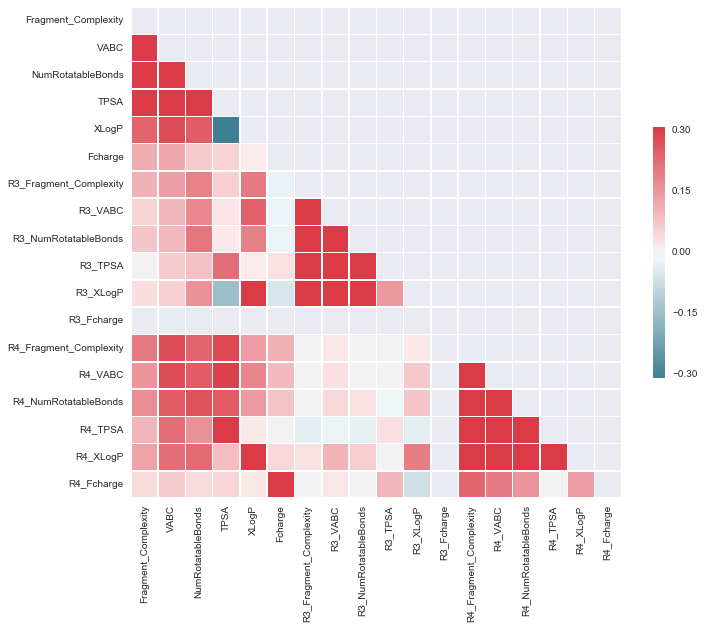 Fragment_Complexity
VABC
NumRotatableBonds
TPSA
XLogP
Fcharge
R3_Fragment_Complexity
R3_VABC
R3_NumRotatableBonds
R3_TPSA
R3_XLogP
R3_Fcharge
R4_Fragment_Complexity
R4_VABC
R4_NumRotatableBonds
R4_TPSA
R4_XLogP
R4_Fcharge
Fragment_Complexity
VABC
NumRotatableBonds
TPSA
XLogP
Fcharge
R3_Fragment_Complexity
R3_VABC
R3_NumRotatableBonds
R3_TPSA
R3_XLogP
R3_Fcharge
R4_Fragment_Complexity
R4_VABC
R4_NumRotatableBonds
R4_TPSA
R4_XLogP
R4_Fcharge
0.30
0.15
0.00
−0.15
−0.30